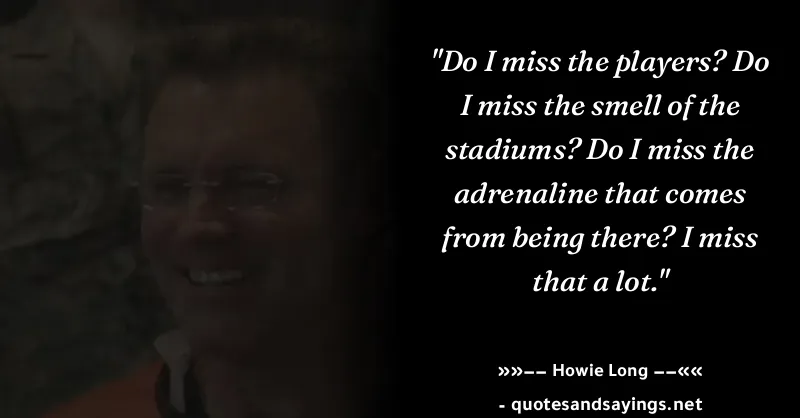 "Do I miss the players? Do
I miss the smell of the
stadiums? Do I miss the
adrenaline that comes
from being there? I miss
that a lot."
»»−− Howie Long −−««
- quotesandsayings.net